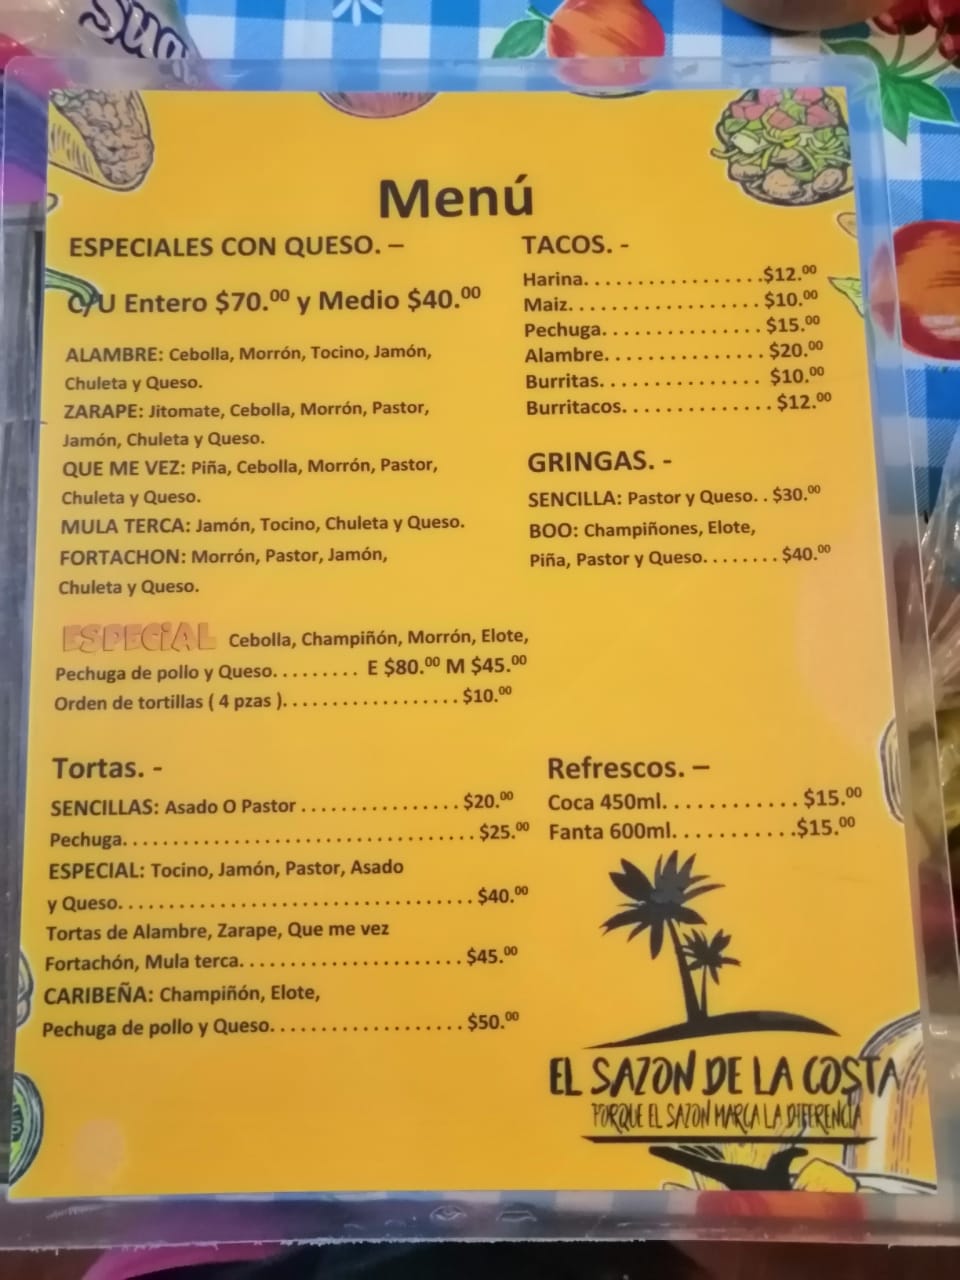 Sua
Menú
ESPECIALES CON QUESO. –
C/U Entero $70.00 y Medio $40.00
ALAMBRE: Cebolla, Morrón, Tocino, Jamón,
Chuleta y Queso.
ZARAPE: Jitomate, Cebolla, Morrón, Pastor,
Jamón, Chuleta y Queso.
QUE ME VEZ: Piña, Cebolla, Morrón, Pastor,
Chuleta y Queso.
MULA TERCA: Jamón, Tocino, Chuleta y Queso.
FORTACHON: Morrón, Pastor, Jamón,
Chuleta y Queso.
ESPECIAL Cebolla, Champiñón, Morrón, Elote,
Pechuga de pollo y Queso......... E $80.00 M $45.00
Orden de tortillas ( 4 pzas ).................. $10.00
TACOS. -
Harina..................$12.00
Maiz................... $10.00
Pechuga............... $15.00
Alambre............... $20.00
Burritas............... $10.00
Burritacos.............. $12.00
GRINGAS. -
SENCILLA: Pastor y Queso.. $30.00
BOO: Champiñones, Elote,
Piña, Pastor y Queso........ $40.00
Tortas. -
SENCILLAS: Asado O Pastor ................ $20.00
Pechuga.................................... $25.00
ESPECIAL: Tocino, Jamón, Pastor, Asado
y Queso.................................... $40.00
Tortas de Alambre, Zarape, Que me vez
Fortachón, Mula terca....................... $45.00
CARIBEÑA: Champiñón, Elote,
Pechuga de pollo y Queso.................... $50.00
Refrescos. –
Coca 450ml............. $15.00
Fanta 600ml...........$15.00
EL SAZON DE LA COSTA
PORQUE EL SAZON MARCA LA DIFERENCIA